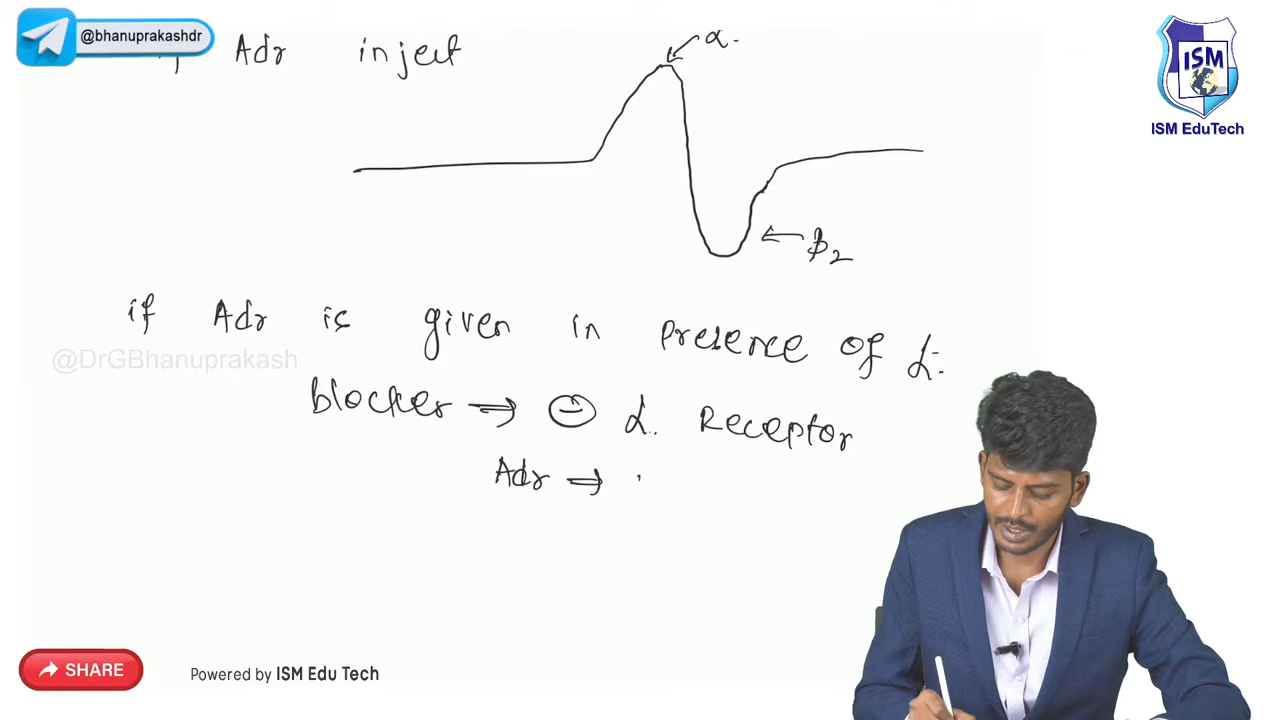 @bhanuprakashdr
Adr inject
α.
ISM
ISM EduTech
β2
if Adr is given in presence of α.
@DrGBhanuprakash
blocker ⇒ ⊖ α. Receptor
Adr ⇒
SHARE
Powered by ISM Edu Tech